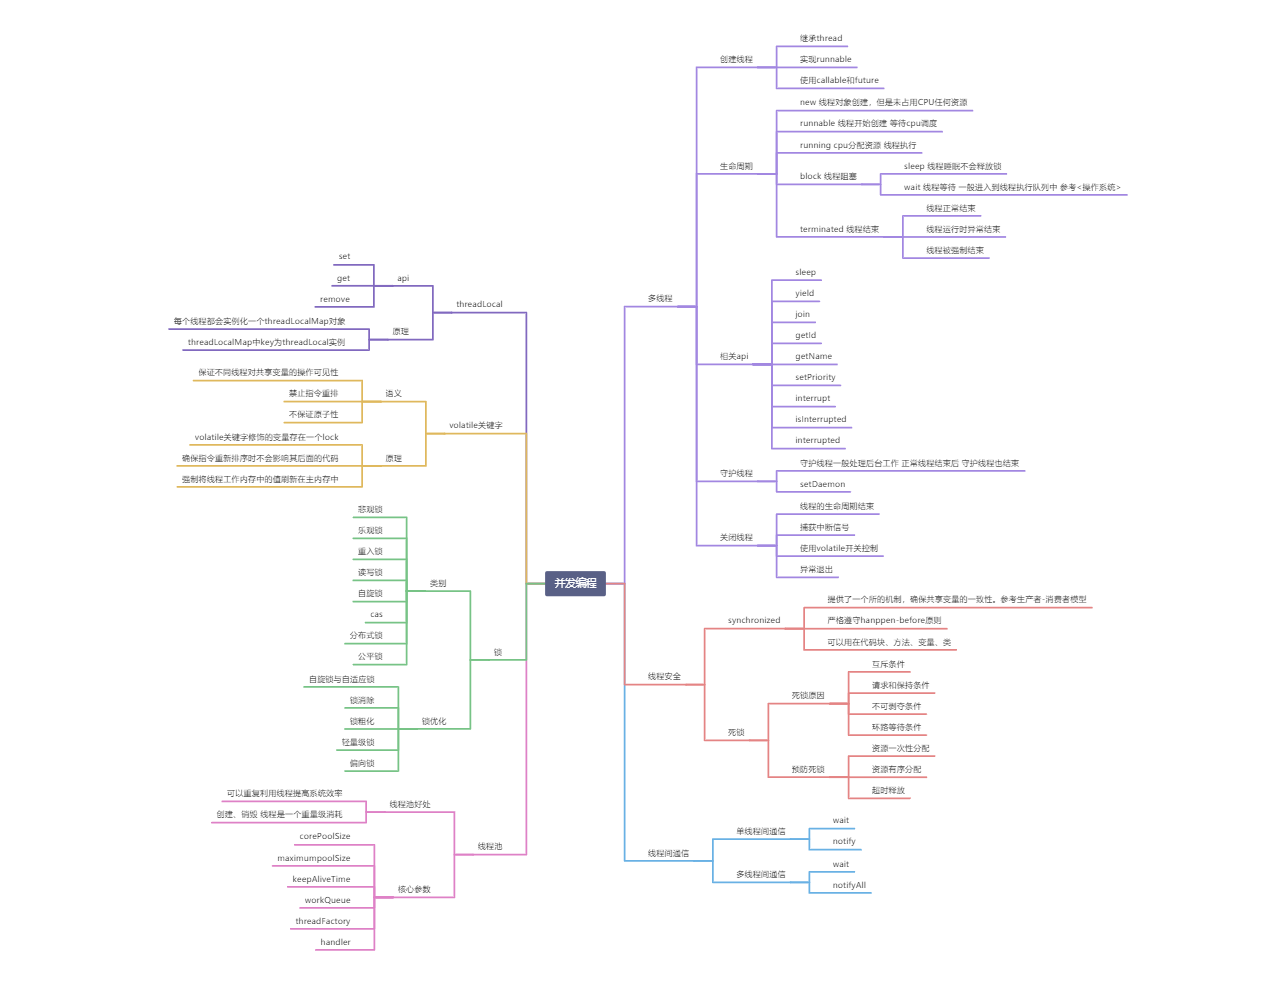 并发编程
多线程
创建线程
继承thread
实现runnable
使用callable和future
生命周期
new 线程对象创建，但是未占用CPU任何资源
runnable 线程开始创建 等待cpu调度
running cpu分配资源 线程执行
block 线程阻塞
sleep 线程睡眠不会释放锁
wait 线程等待 一般进入到线程执行队列中 参考<操作系统>
terminated 线程结束
线程正常结束
线程运行时异常结束
线程被强制结束
相关api
sleep
yield
join
getId
getName
setPriority
interrupt
isInterrupted
interrupted
守护线程
守护线程一般处理后台工作 正常线程结束后 守护线程也结束
setDaemon
关闭线程
线程的生命周期结束
捕获中断信号
使用volatile开关控制
异常退出
线程安全
synchronized
提供了一个所的机制，确保共享变量的一致性。参考生产者-消费者模型
严格遵守hanppen-before原则
可以用在代码块、方法、变量、类
死锁
死锁原因
互斥条件
请求和保持条件
不可剥夺条件
环路等待条件
预防死锁
资源一次性分配
资源有序分配
超时释放
线程间通信
单线程间通信
wait
notify
多线程间通信
wait
notifyAll
threadLocal
api
set
get
remove
原理
每个线程都会实例化一个threadLocalMap对象
threadLocalMap中key为threadLocal实例
volatile关键字
语义
保证不同线程对共享变量的操作可见性
禁止指令重排
不保证原子性
原理
volatile关键字修饰的变量存在一个lock
确保指令重新排序时不会影响其后面的代码
强制将线程工作内存中的值刷新在主内存中
锁
类别
悲观锁
乐观锁
重入锁
读写锁
自旋锁
cas
分布式锁
公平锁
锁优化
自旋锁与自适应锁
锁消除
锁粗化
轻量级锁
偏向锁
线程池
线程池好处
可以重复利用线程提高系统效率
创建、销毁 线程是一个重量级消耗
核心参数
corePoolSize
maximumpoolSize
keepAliveTime
workQueue
threadFactory
handler